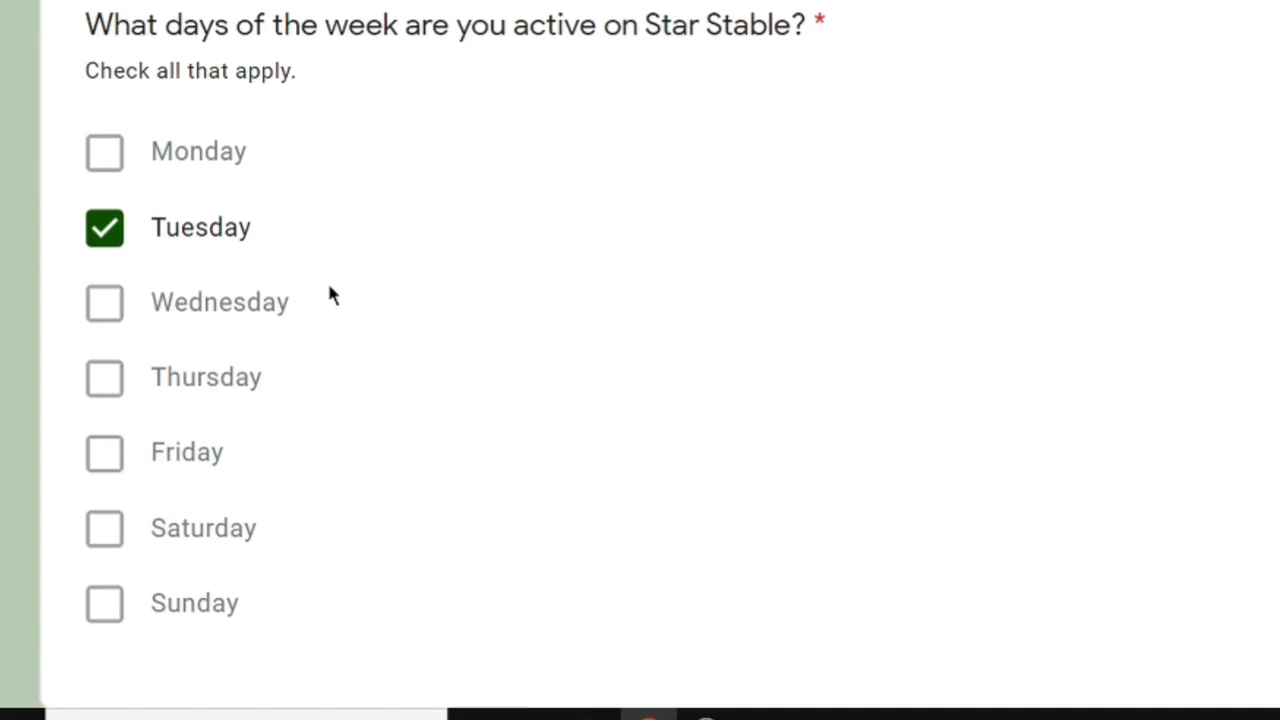 What days of the week are you active on Star Stable? *
Check all that apply.
Monday
Tuesday
Wednesday
Thursday
Friday
Saturday
Sunday